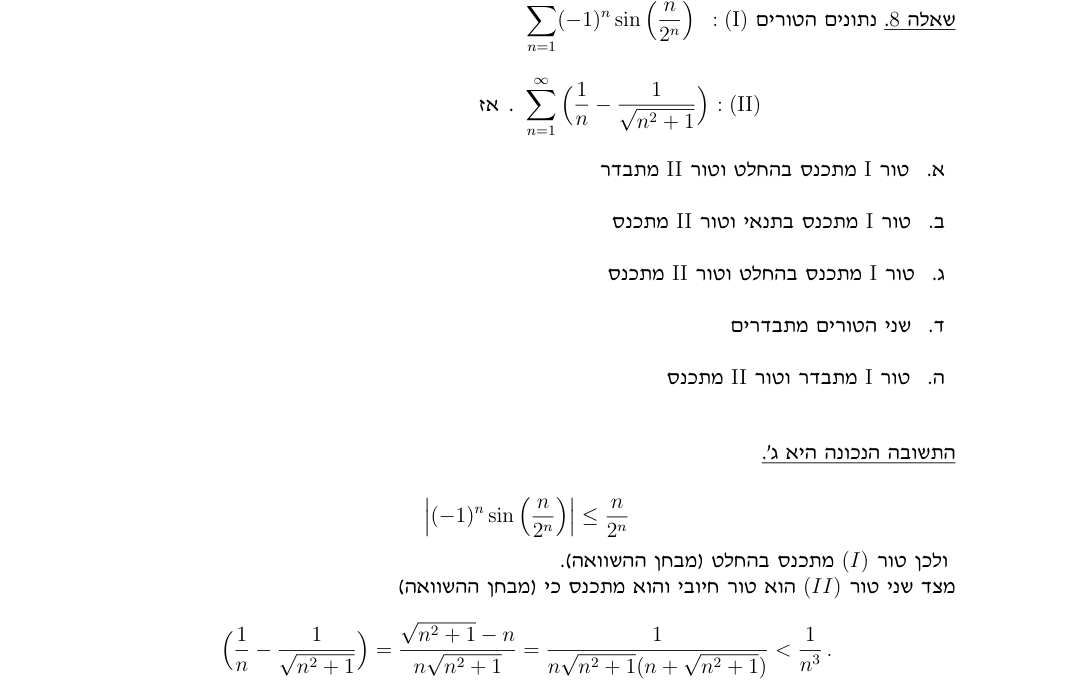 שאלה 8. נתונים הטורים (I) : $\sum_{n=1} (-1)^n \sin\left(\frac{n}{2^n}\right)$
(II) : $\sum_{n=1}^{\infty} \left(\frac{1}{n} - \frac{1}{\sqrt{n^2+1}}\right)$ . אז
א. טור I מתכנס בהחלט וטור II מתבדר
ב. טור I מתכנס בתנאי וטור II מתכנס
ג. טור I מתכנס בהחלט וטור II מתכנס
ד. שני הטורים מתבדרים
ה. טור I מתבדר וטור II מתכנס
התשובה הנכונה היא ג'.
$\left|(-1)^n \sin\left(\frac{n}{2^n}\right)\right| \leq \frac{n}{2^n}$
ולכן טור (I) מתכנס בהחלט (מבחן ההשוואה).
מצד שני טור (II) הוא טור חיובי והוא מתכנס כי (מבחן ההשוואה)
$\left(\frac{1}{n} - \frac{1}{\sqrt{n^2+1}}\right) = \frac{\sqrt{n^2+1}-n}{n\sqrt{n^2+1}} = \frac{1}{n\sqrt{n^2+1}(n+\sqrt{n^2+1})} < \frac{1}{n^3}$ .